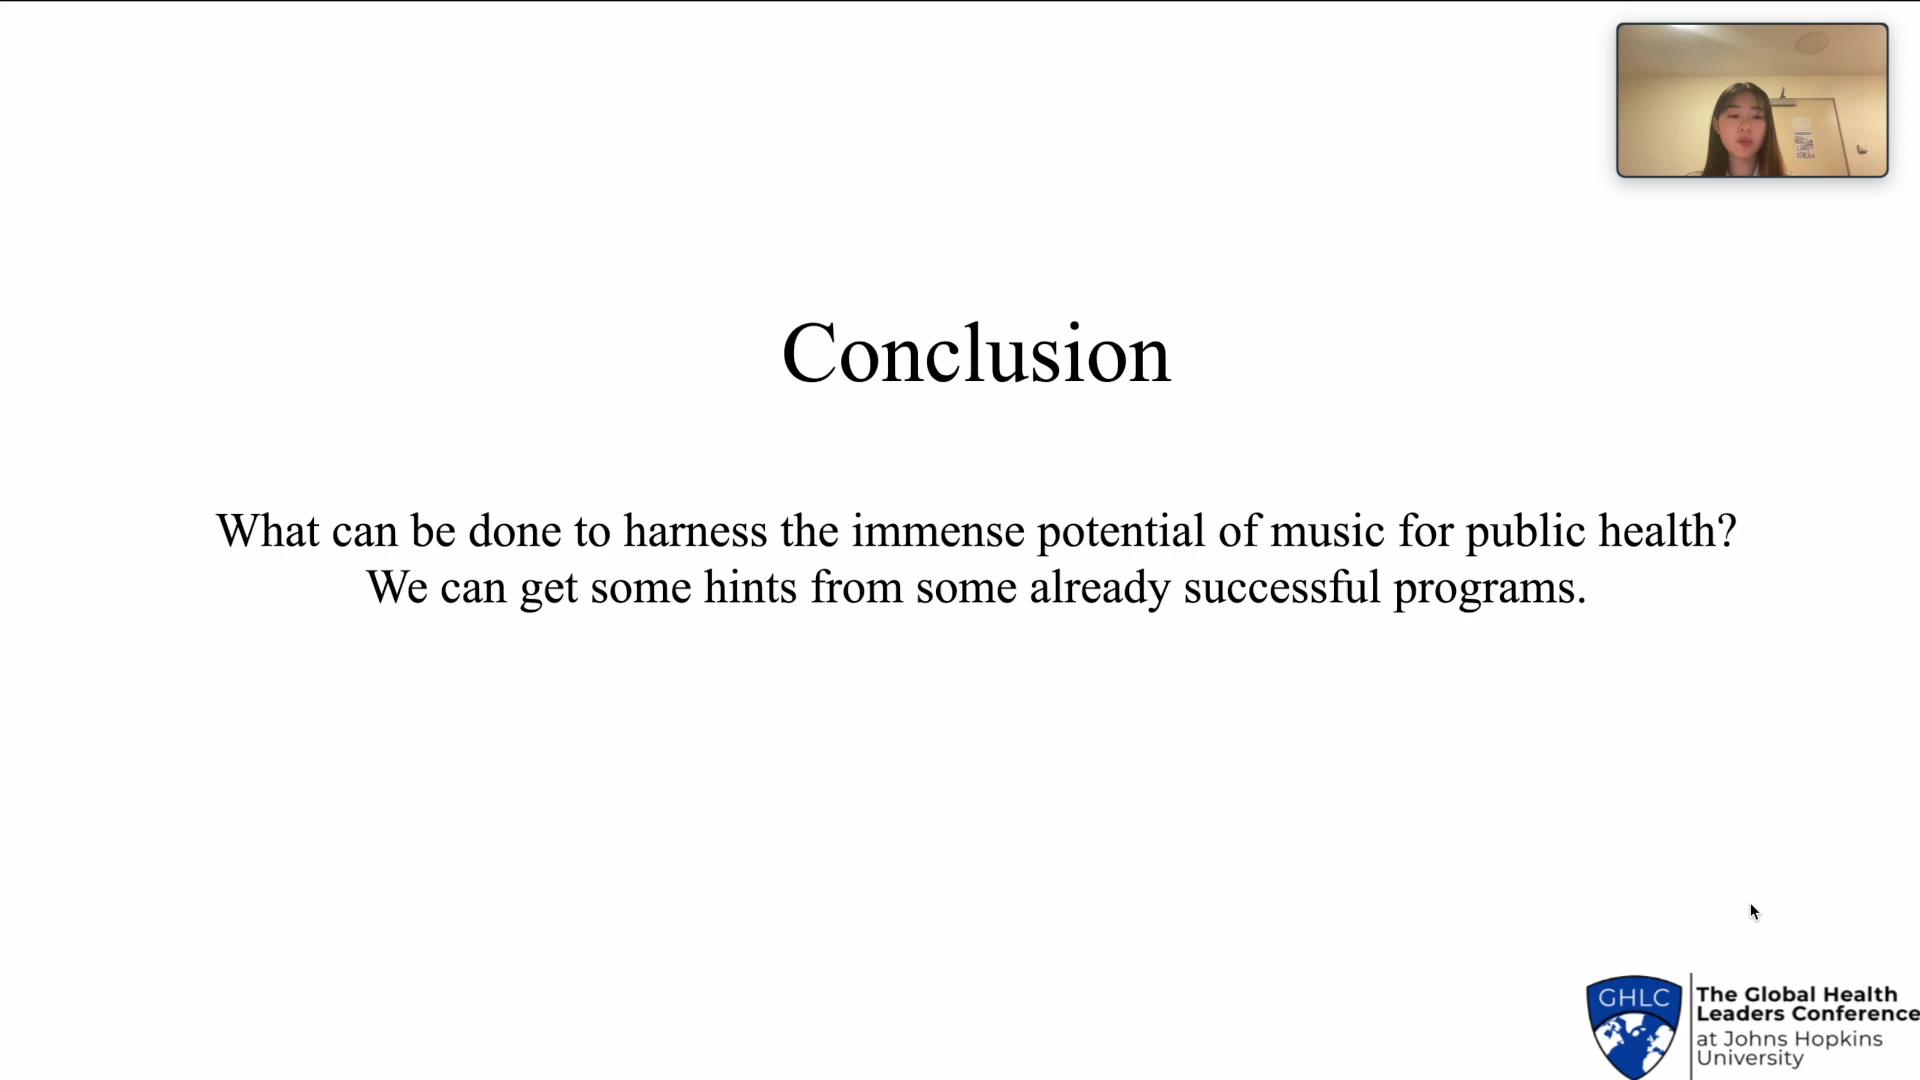 Conclusion
What can be done to harness the immense potential of music for public health?
We can get some hints from some already successful programs.
GHLC
The Global Health
Leaders Conference
at Johns Hopkins
University